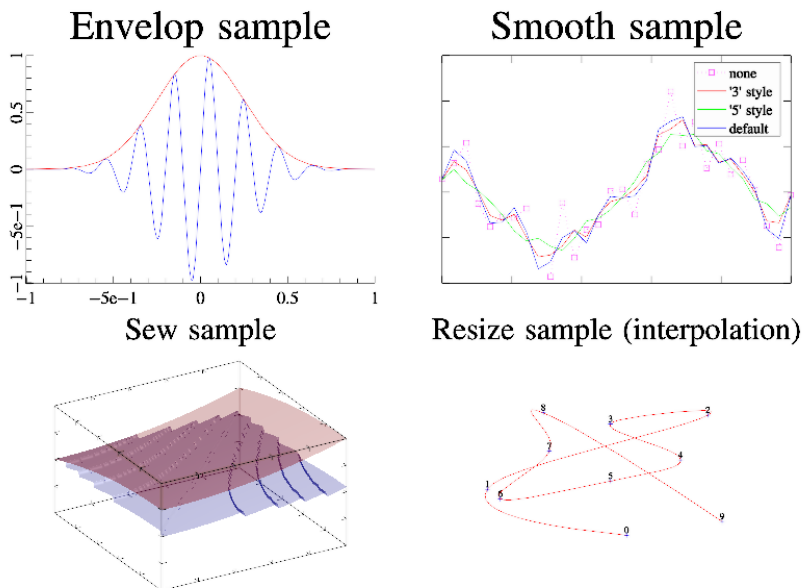 Envelop sample
Smooth sample
none
'3' style
'5' style
default
1
0.5
0
−5e−1
−1
−1
−5e−1
0
0.5
1
Sew sample
Resize sample (interpolation)
8
3
2
7
4
1
6
5
0
9